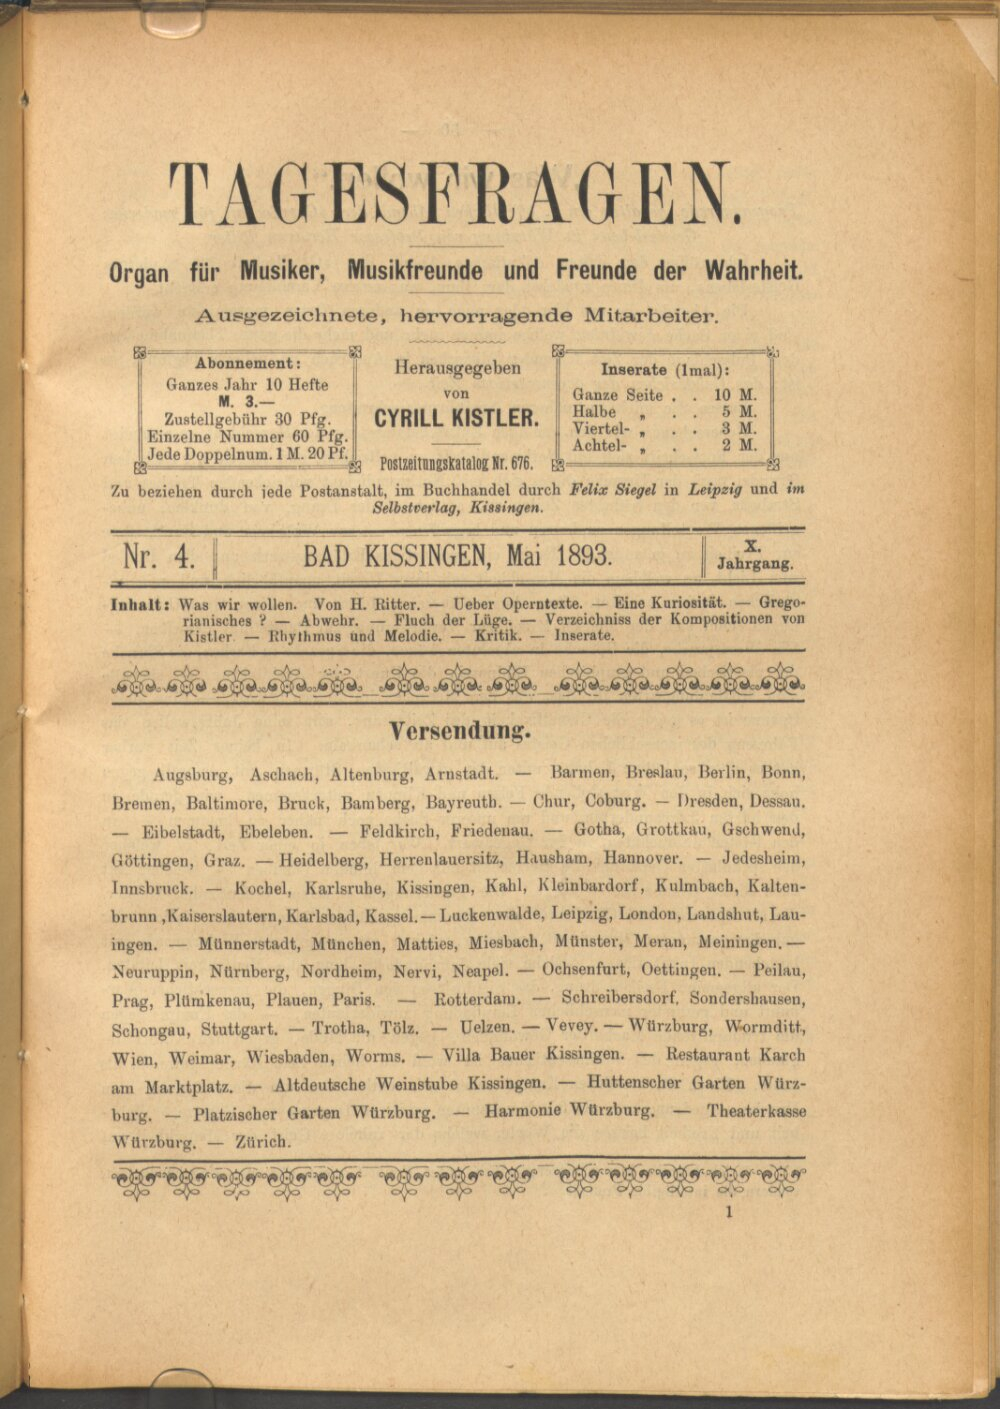 TAGESFRAGEN.
Organ für Musiker, Musikfreunde und Freunde der Wahrheit.
Ausgezeichnete, hervorragende Mitarbeiter.
Abonnement:
Ganzes Jahr 10 Hefte
M. 3.—
Zustellgebühr 30 Pfg.
Einzelne Nummer 60 Pfg.
Jede Doppelnum. 1 M. 20 Pf.
Herausgegeben
von
CYRILL KISTLER.
Postzeitungskatalog Nr. 676.
Inserate (1mal):
Ganze Seite . . 10 M.
Halbe „ . . 5 M.
Viertel- „ . . 3 M.
Achtel- „ . . 2 M.
Zu beziehen durch jede Postanstalt, im Buchhandel durch Felix Siegel in Leipzig und im
Selbstverlag, Kissingen.
Nr. 4.
BAD KISSINGEN, Mai 1893.
X.
Jahrgang.
Inhalt: Was wir wollen. Von H. Ritter. — Ueber Operntexte. — Eine Kuriosität. — Grego-
rianisches ? — Abwehr. — Fluch der Lüge. — Verzeichniss der Kompositionen von
Kistler. — Rhythmus und Melodie. — Kritik. — Inserate.
Versendung.
Augsburg, Aschach, Altenburg, Arnstadt. — Barmen, Breslau, Berlin, Bonn,
Bremen, Baltimore, Bruck, Bamberg, Bayreuth. — Chur, Coburg. — Dresden, Dessau.
— Eibelstadt, Ebeleben. — Feldkirch, Friedenau. — Gotha, Grottkau, Gschwend,
Göttingen, Graz. — Heidelberg, Herrenlauersitz, Hausham, Hannover. — Jedesheim,
Innsbruck. — Kochel, Karlsruhe, Kissingen, Kahl, Kleinbardorf, Kulmbach, Kalten-
brunn ,Kaiserslautern, Karlsbad, Kassel. — Luckenwalde, Leipzig, London, Landshut, Lau-
ingen. — Münnerstadt, München, Matties, Miesbach, Münster, Meran, Meiningen. —
Neuruppin, Nürnberg, Nordheim, Nervi, Neapel. — Ochsenfurt, Oettingen. — Peilau,
Prag, Plümkenau, Plauen, Paris. — Rotterdam. — Schreibersdorf, Sondershausen,
Schongau, Stuttgart. — Trotha, Tölz. — Uelzen. — Vevey. — Würzburg, Wormditt,
Wien, Weimar, Wiesbaden, Worms. — Villa Bauer Kissingen. — Restaurant Karch
am Marktplatz. — Altdeutsche Weinstube Kissingen. — Huttenscher Garten Würz-
burg. — Platzischer Garten Würzburg. — Harmonie Würzburg. — Theaterkasse
Würzburg. — Zürich.
1